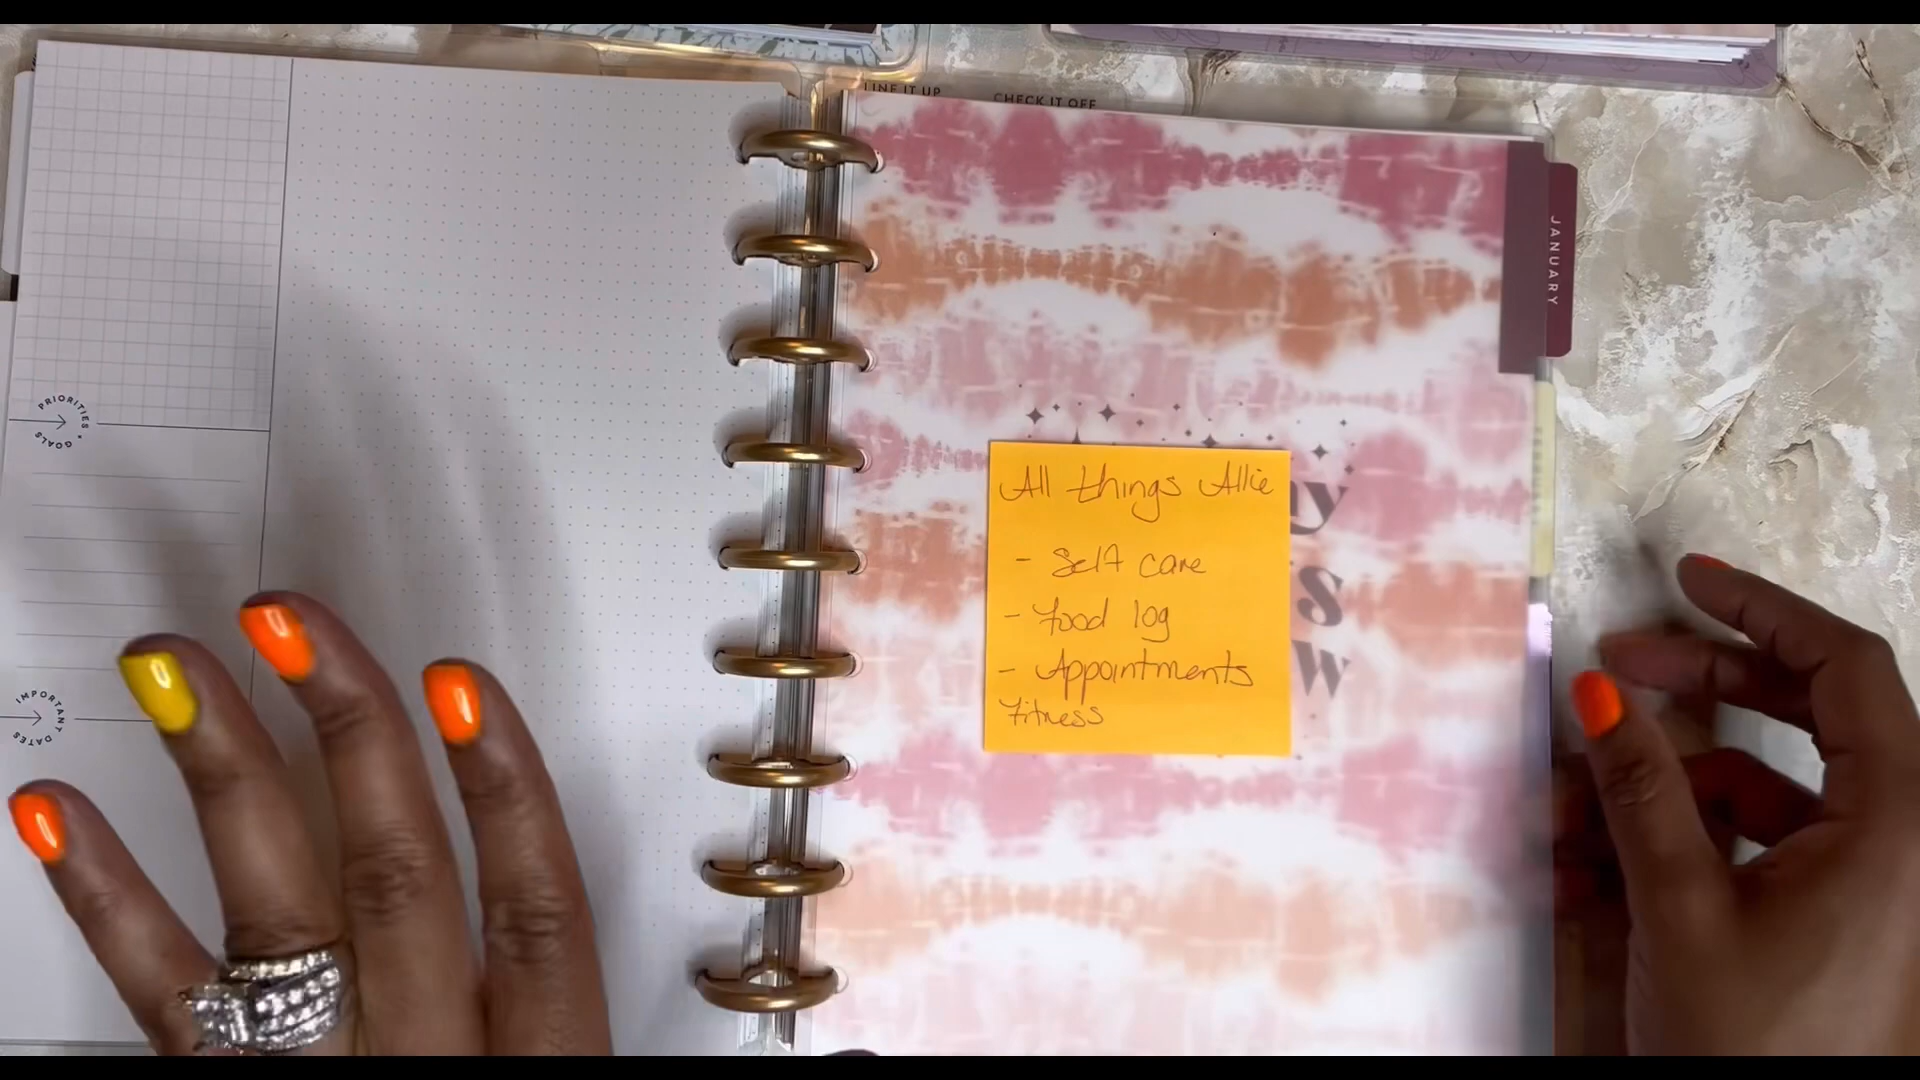 LINE IT UP
CHECK IT OFF
JANUARY
PRIORITIES + GOALS
IMPORTANT DATES
All things Allie
- Self care
- Food log
- Appointments
Fitness